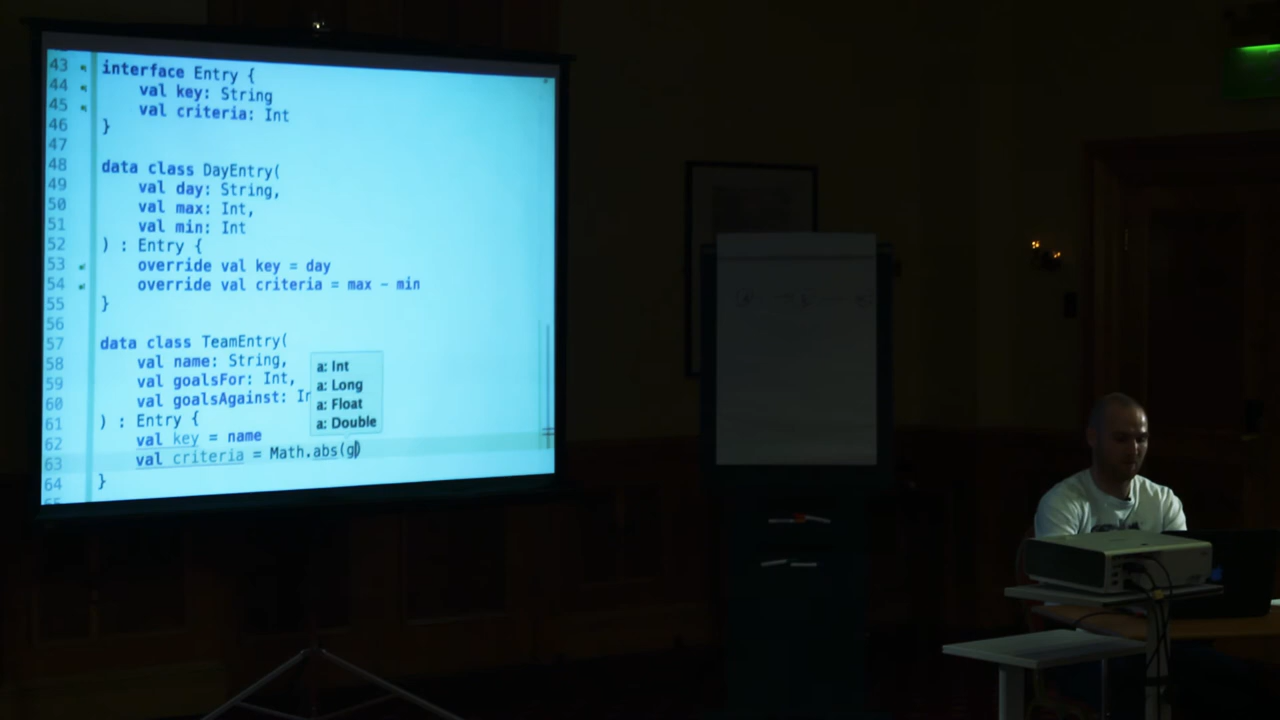 43 interface Entry {
44 val key: String
45 val criteria: Int
46 }
47
48 data class DayEntry(
49 val day: String,
50 val max: Int,
51 val min: Int
52 ) : Entry {
53 override val key = day
54 override val criteria = max - min
55 }
56
57 data class TeamEntry(
58 val name: String,
59 val goalsFor: Int,
60 val goalsAgainst: In
61 ) : Entry {
62 val key = name
63 val criteria = Math.abs(g)
64 }
a: Int
a: Long
a: Float
a: Double